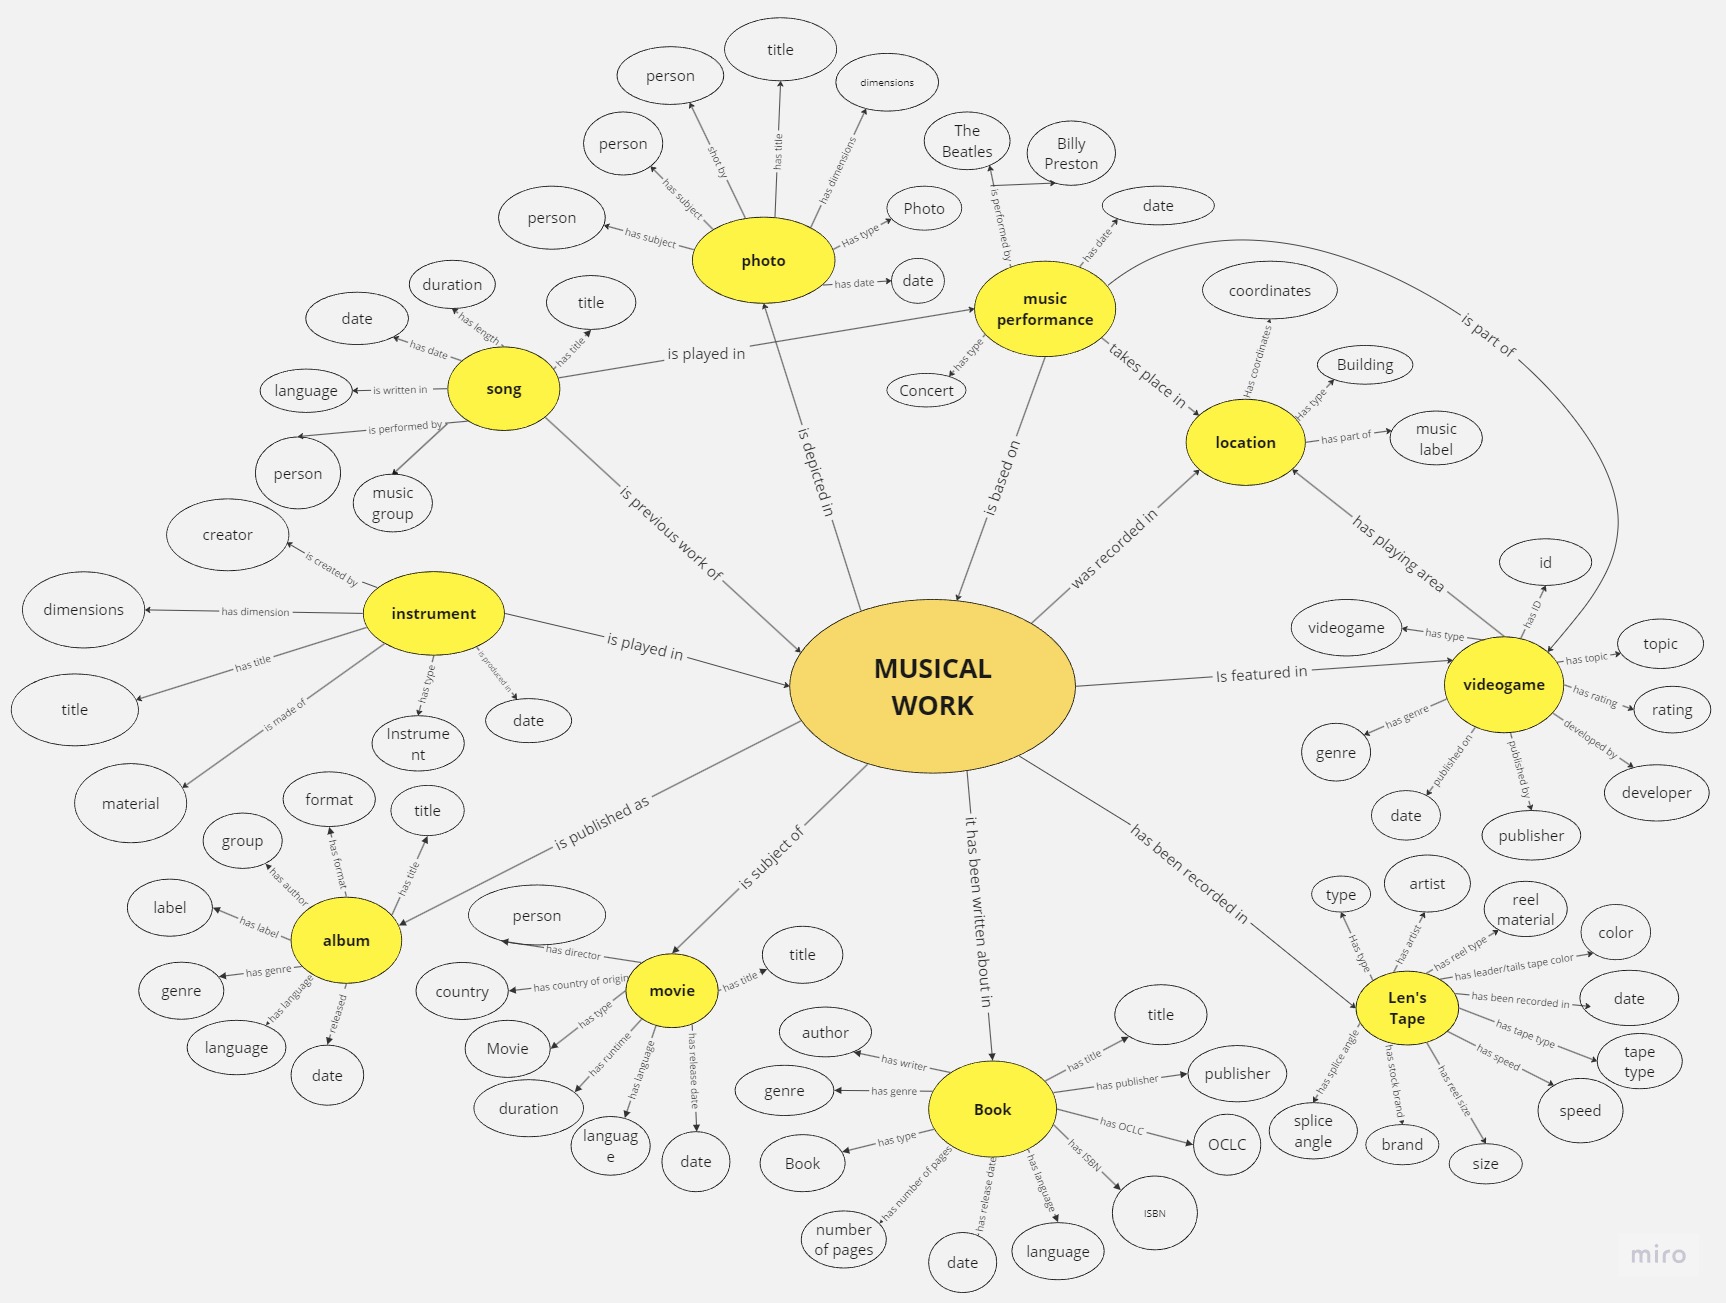 title
person
dimensions
person
shot by
has title
has dimensions
has subject
person
has subject
photo
Has type
Photo
has date
date
The
Beatles
Billy
Preston
is performed by
date
has date
music
performance
has type
Concert
is part of
takes place in
coordinates
Has coordinates
Building
Has type
location
has part of
music
label
duration
title
date
has length
has date
has title
is played in
language
is written in
song
is performed by
person
music
group
is depicted in
is based on
is previous work of
was recorded in
has playing area
creator
is created by
dimensions
has dimension
instrument
is played in
has title
title
is made of
material
has type
Instrume
nt
is produced in
date
MUSICAL
WORK
Is featured in
id
has ID
videogame
has type
topic
has topic
videogame
has rating
rating
has genre
genre
published on
date
published by
publisher
developed by
developer
is published as
is subject of
it has been written about in
has been recorded in
format
title
group
has format
has title
has author
label
has label
album
has genre
genre
has language
language
released
date
person
has director
title
has title
country
has country of origin
movie
Movie
has type
has runtime
duration
has language
languag
e
has release date
date
author
has writer
title
has title
genre
has genre
Book
has publisher
publisher
Book
has type
has OCLC
OCLC
has ISBN
ISBN
has number of pages
number
of pages
has release date
date
has language
language
type
Has type
artist
has artist
reel
material
has reel type
color
has leader/tails tape color
Len's
Tape
has been recorded in
date
has tape type
tape
type
has speed
speed
has splice angle
splice
angle
has stock brand
brand
has reel size
size
miro